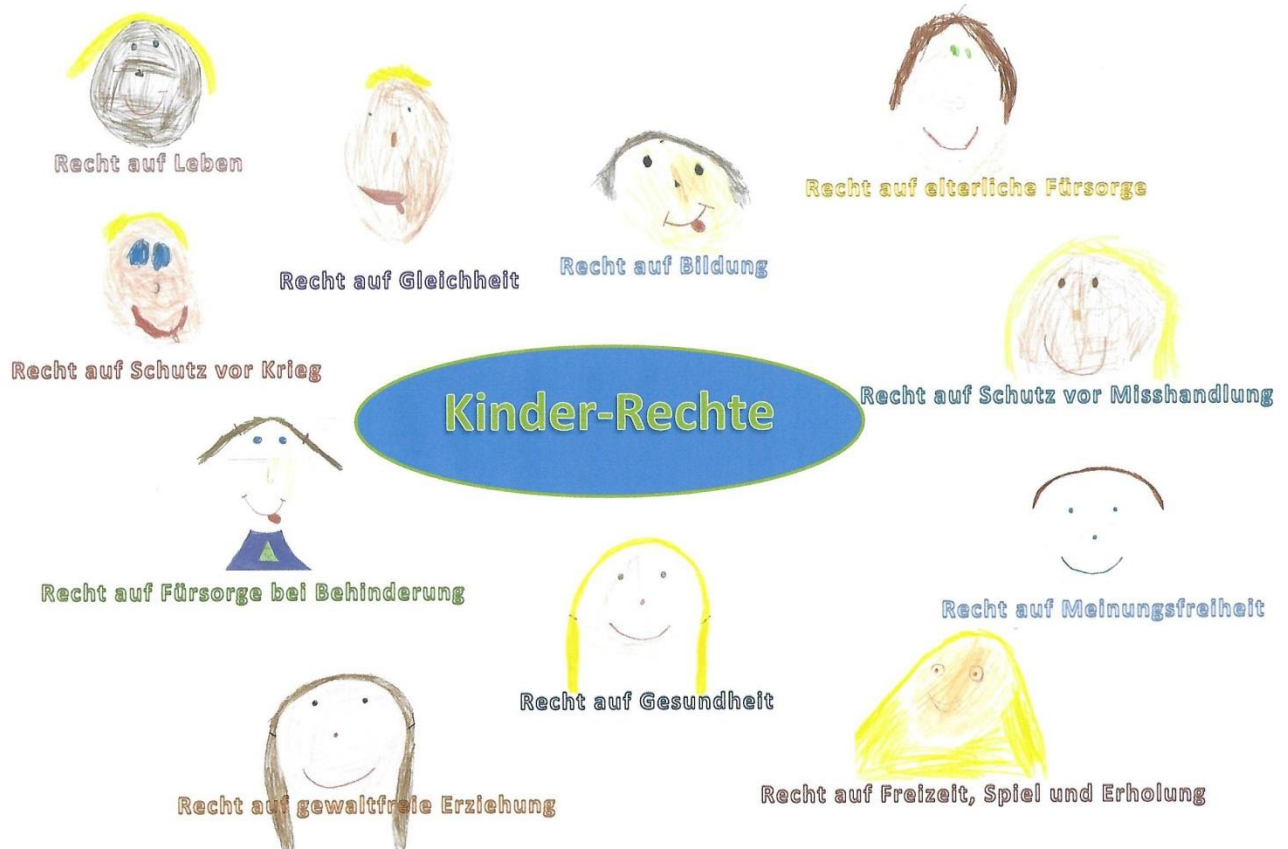 Recht auf Leben
Recht auf elterliche Fürsorge
Recht auf Gleichheit
Recht auf Bildung
Recht auf Schutz vor Krieg
Recht auf Schutz vor Misshandlung
Kinder-Rechte
Recht auf Fürsorge bei Behinderung
Recht auf Meinungsfreiheit
Recht auf Gesundheit
Recht auf gewaltfreie Erziehung
Recht auf Freizeit, Spiel und Erholung